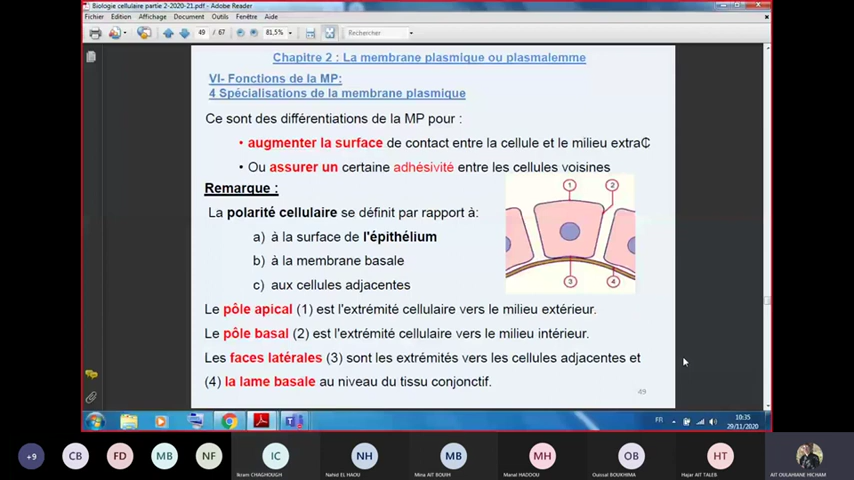 Biologie cellulaire partie 2-2020-21.pdf - Adobe Reader
Fichier Edition Affichage Document Outils Fenêtre Aide
49 / 67 81,5% Rechercher
Chapitre 2 : La membrane plasmique ou plasmalemme
VI- Fonctions de la MP:
4 Spécialisations de la membrane plasmique
Ce sont des différentiations de la MP pour :
• augmenter la surface de contact entre la cellule et le milieu extra₵
• Ou assurer un certaine adhésivité entre les cellules voisines
Remarque :
La polarité cellulaire se définit par rapport à:
a) à la surface de l'épithélium
b) à la membrane basale
c) aux cellules adjacentes
1 2
3 4
Le pôle apical (1) est l'extrémité cellulaire vers le milieu extérieur.
Le pôle basal (2) est l'extrémité cellulaire vers le milieu intérieur.
Les faces latérales (3) sont les extrémités vers les cellules adjacentes et
(4) la lame basale au niveau du tissu conjonctif.
49
FR 10:35
29/11/2020
+9 CB FD MB NF IC NH MB MH OB HT
Ikram CHAGHOUGH Nahid EL HAOU Mina AIT BOUIH Manal HADDOU Ouissal BOUKHIMA Hajar AIT TALEB AIT OULAHIANE HICHAM